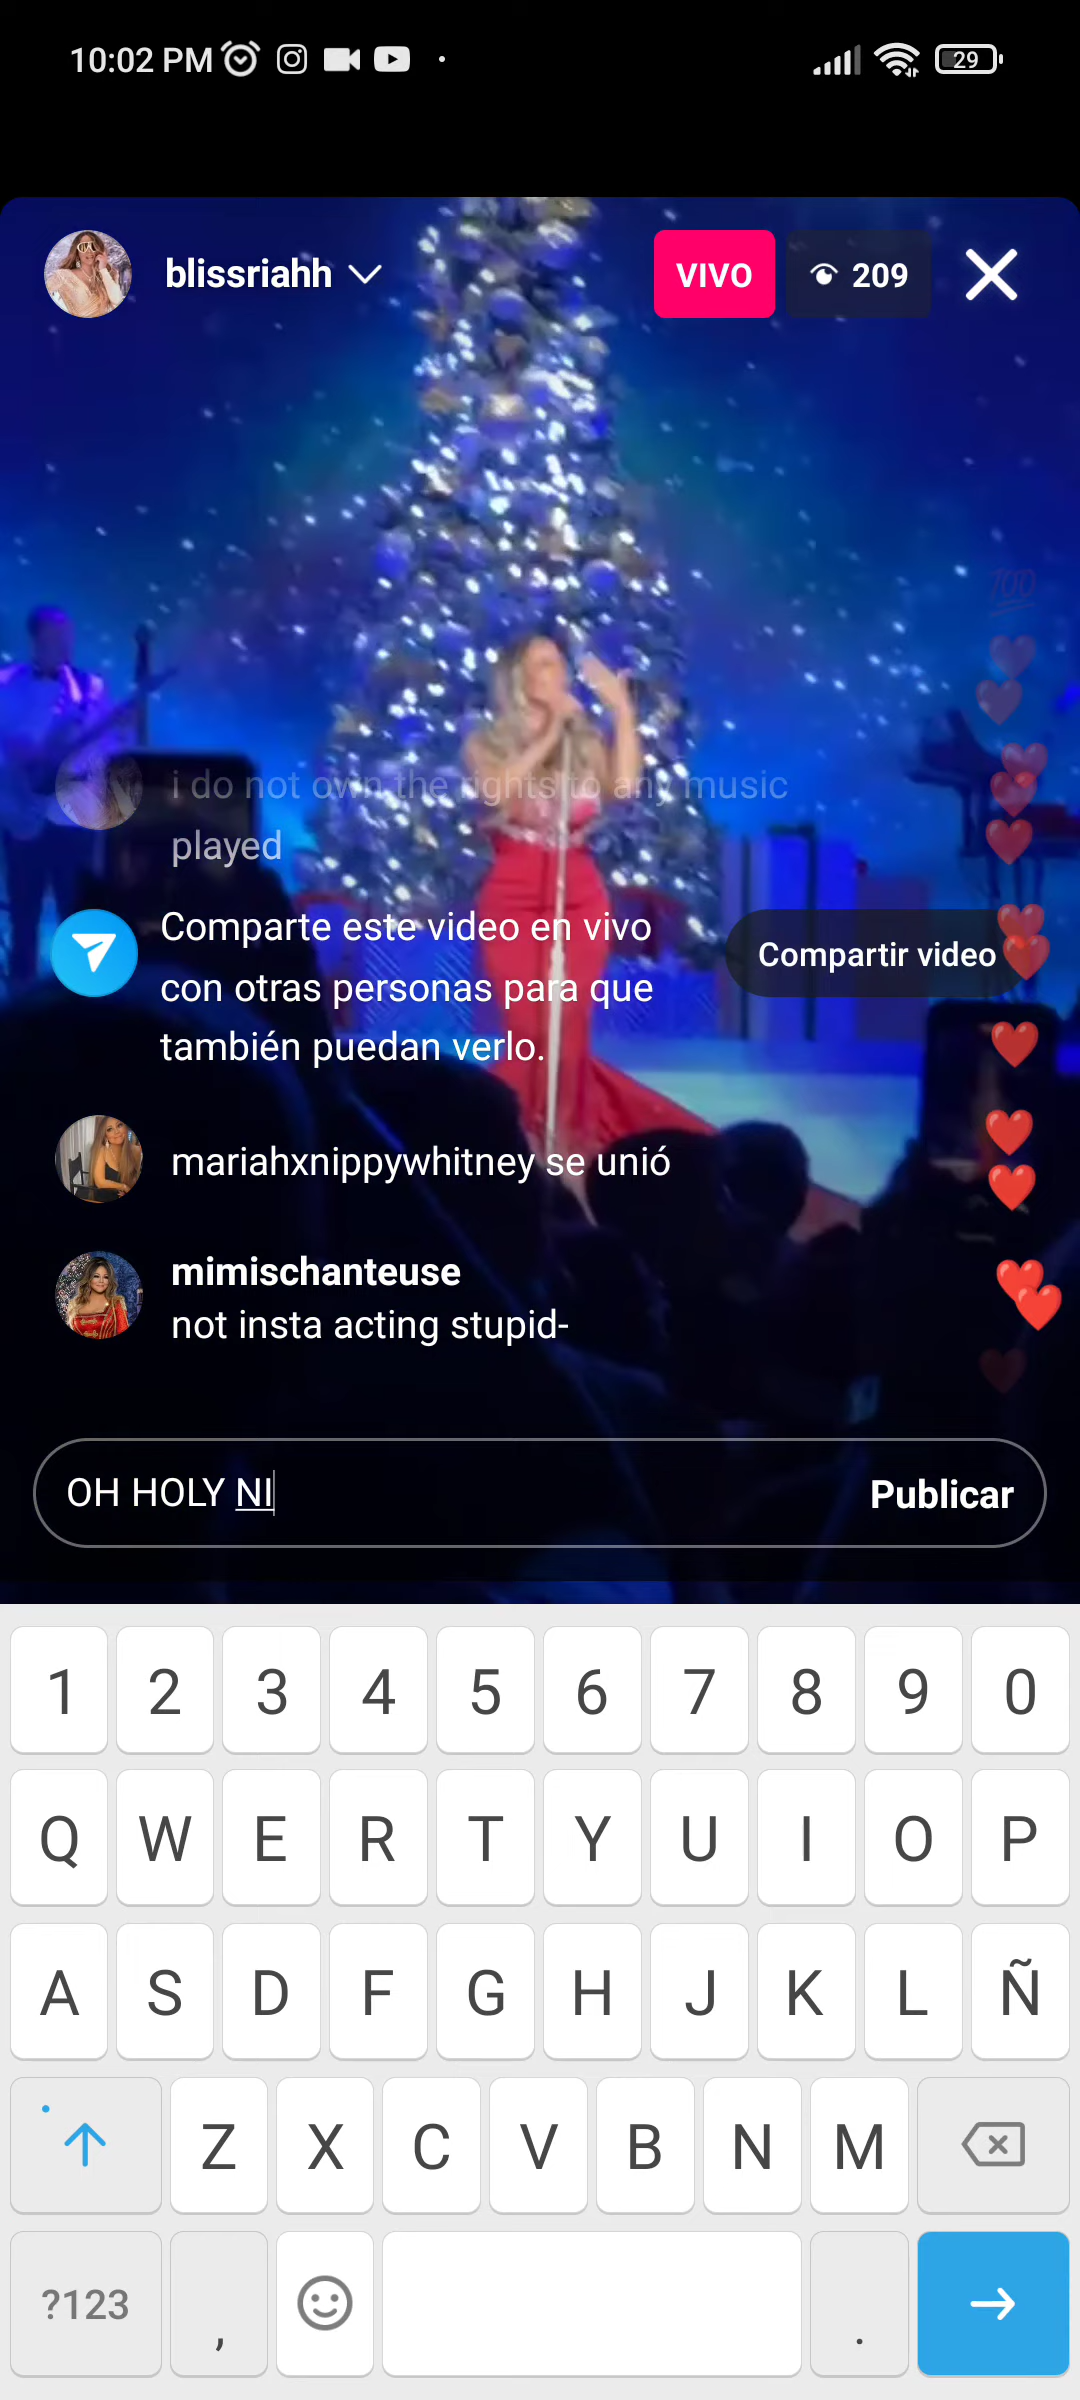 10:02 PM
29
blissriahh
VIVO
209
i do not own the rights to any music
played
Comparte este video en vivo
con otras personas para que
también puedan verlo.
Compartir video
mariahxnippywhitney se unió
mimischanteuse
not insta acting stupid-
OH HOLY NI
Publicar
1 2 3 4 5 6 7 8 9 0
Q W E R T Y U I O P
A S D F G H J K L Ñ
Z X C V B N M
?123 , .